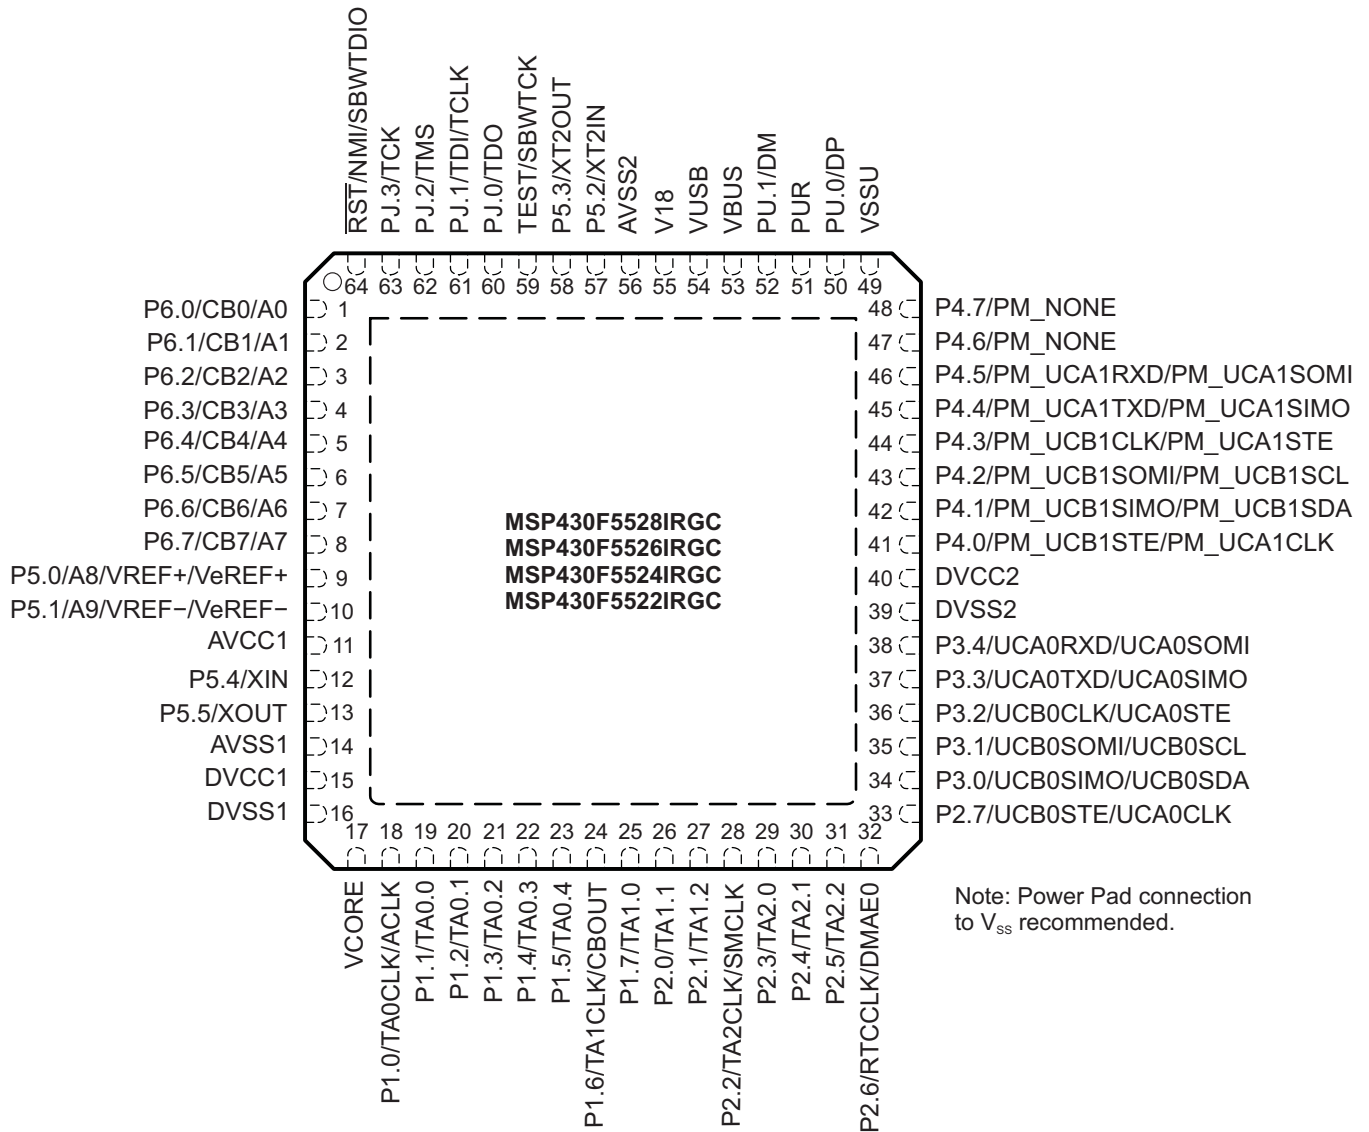 RST/NMI/SBWTDIO
PJ.3/TCK
PJ.2/TMS
PJ.1/TDI/TCLK
PJ.0/TDO
TEST/SBWTCK
P5.3/XT2OUT
P5.2/XT2IN
AVSS2
V18
VUSB
VBUS
PU.1/DM
PUR
PU.0/DP
VSSU
64 63 62 61 60 59 58 57 56 55 54 53 52 51 50 49
P6.0/CB0/A0 1
P6.1/CB1/A1 2
P6.2/CB2/A2 3
P6.3/CB3/A3 4
P6.4/CB4/A4 5
P6.5/CB5/A5 6
P6.6/CB6/A6 7
P6.7/CB7/A7 8
P5.0/A8/VREF+/VeREF+ 9
P5.1/A9/VREF−/VeREF− 10
AVCC1 11
P5.4/XIN 12
P5.5/XOUT 13
AVSS1 14
DVCC1 15
DVSS1 16
MSP430F5528IRGC
MSP430F5526IRGC
MSP430F5524IRGC
MSP430F5522IRGC
48 P4.7/PM_NONE
47 P4.6/PM_NONE
46 P4.5/PM_UCA1RXD/PM_UCA1SOMI
45 P4.4/PM_UCA1TXD/PM_UCA1SIMO
44 P4.3/PM_UCB1CLK/PM_UCA1STE
43 P4.2/PM_UCB1SOMI/PM_UCB1SCL
42 P4.1/PM_UCB1SIMO/PM_UCB1SDA
41 P4.0/PM_UCB1STE/PM_UCA1CLK
40 DVCC2
39 DVSS2
38 P3.4/UCA0RXD/UCA0SOMI
37 P3.3/UCA0TXD/UCA0SIMO
36 P3.2/UCB0CLK/UCA0STE
35 P3.1/UCB0SOMI/UCB0SCL
34 P3.0/UCB0SIMO/UCB0SDA
33 P2.7/UCB0STE/UCA0CLK
17 18 19 20 21 22 23 24 25 26 27 28 29 30 31 32
VCORE
P1.0/TA0CLK/ACLK
P1.1/TA0.0
P1.2/TA0.1
P1.3/TA0.2
P1.4/TA0.3
P1.5/TA0.4
P1.6/TA1CLK/CBOUT
P1.7/TA1.0
P2.0/TA1.1
P2.1/TA1.2
P2.2/TA2CLK/SMCLK
P2.3/TA2.0
P2.4/TA2.1
P2.5/TA2.2
P2.6/RTCCLK/DMAE0
Note: Power Pad connection
to Vss recommended.